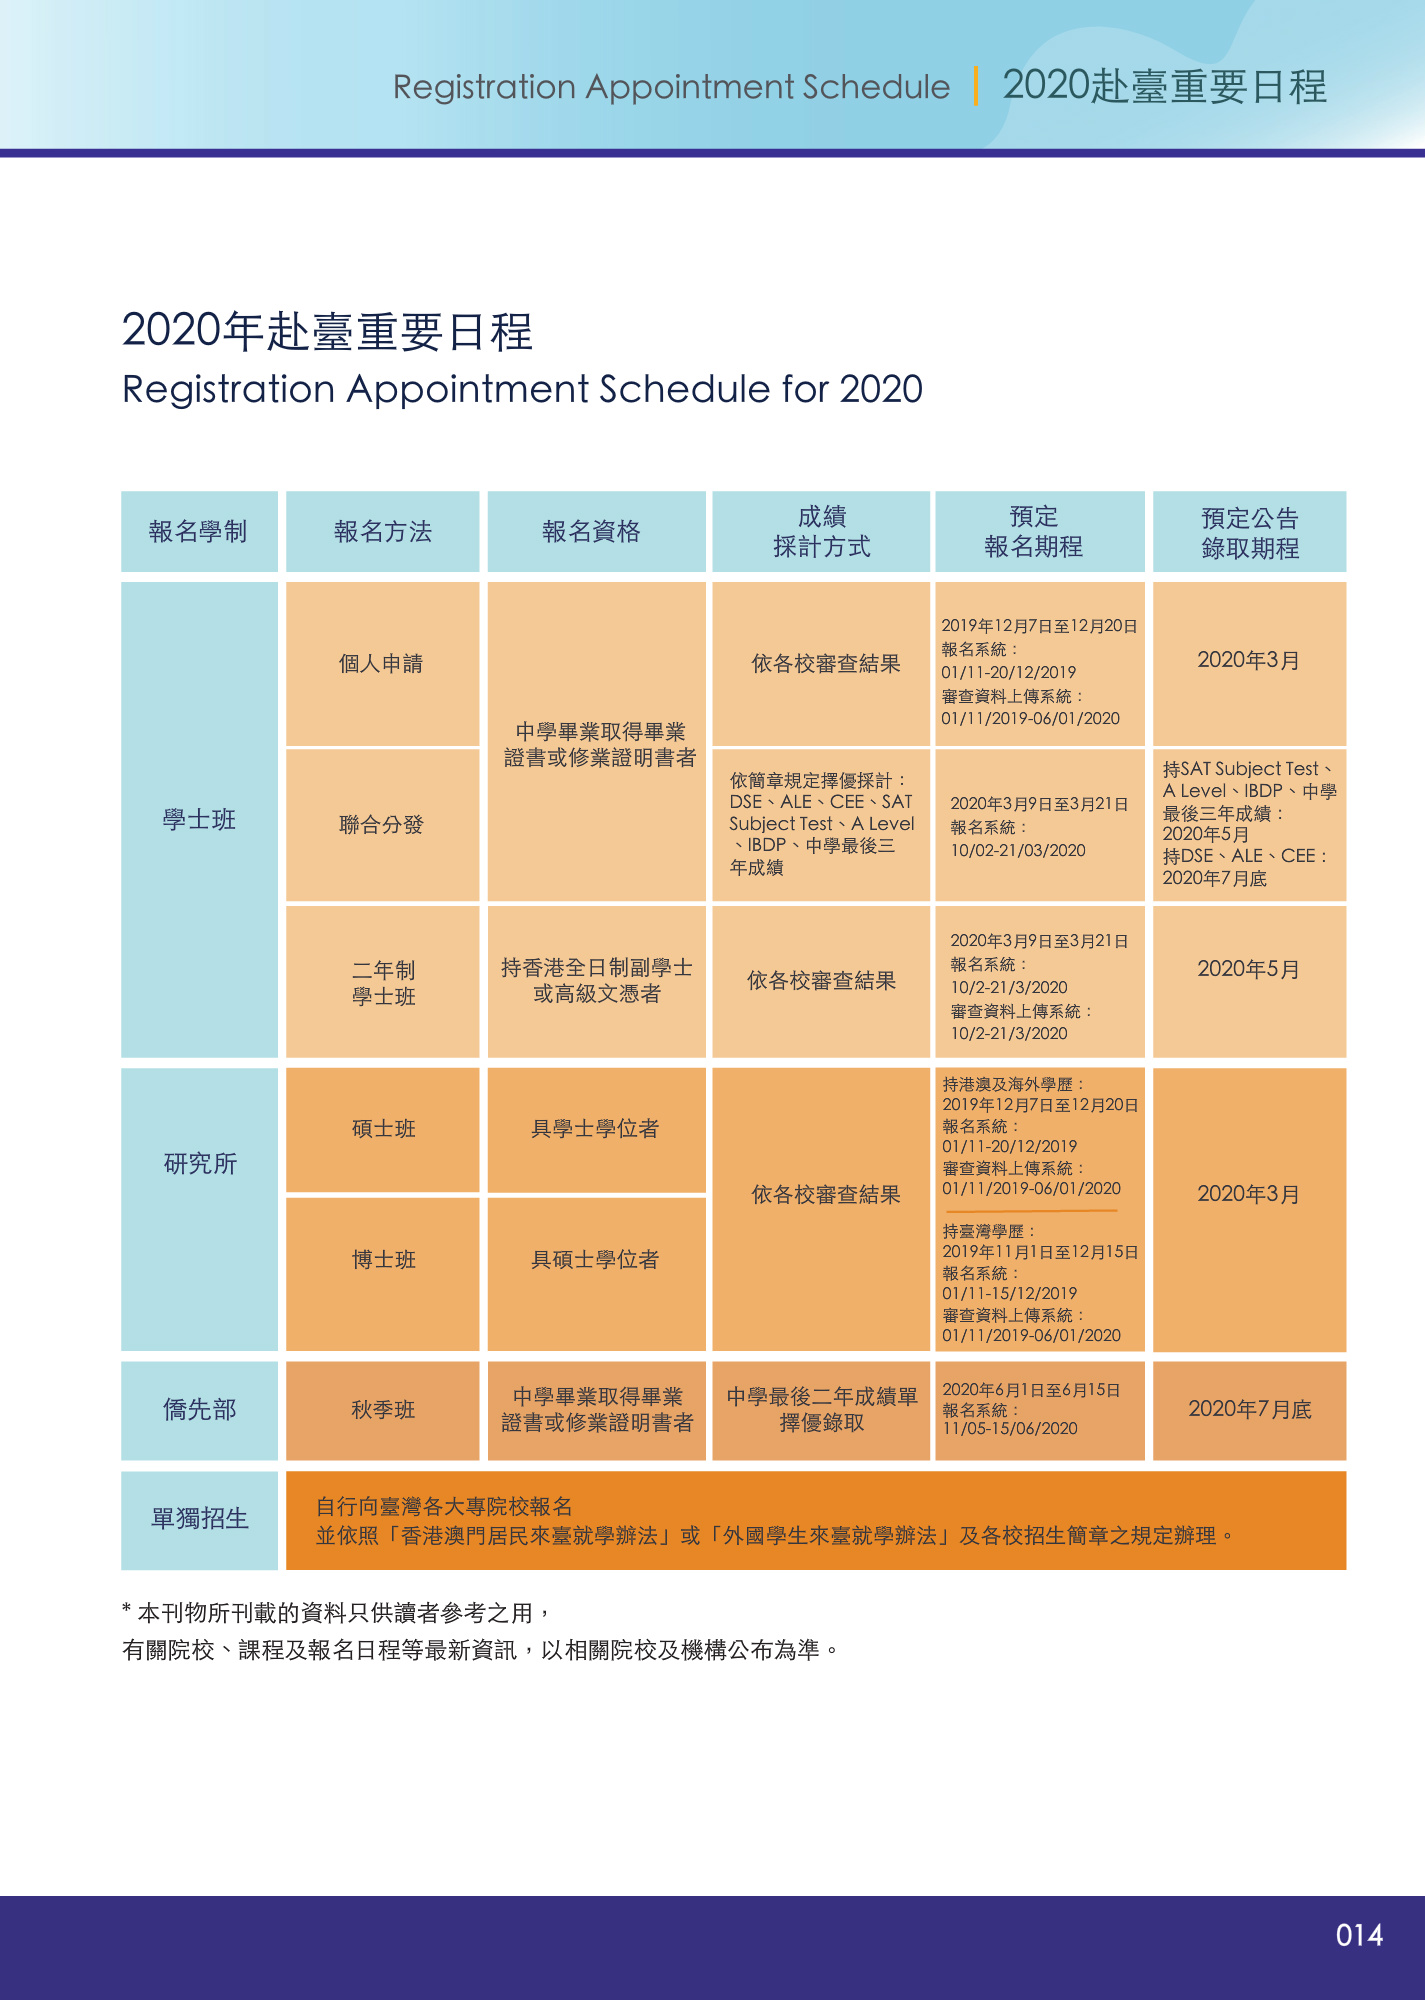 Registration Appointment Schedule | 2020赴臺重要日程
2020年赴臺重要日程
Registration Appointment Schedule for 2020
報名學制
報名方法
報名資格
成績
採計方式
預定
報名期程
預定公告
錄取期程
學士班
個人申請
中學畢業取得畢業
證書或修業證明書者
依各校審查結果
2019年12月7日至12月20日
報名系統：
01/11-20/12/2019
審查資料上傳系統：
01/11/2019-06/01/2020
2020年3月
聯合分發
依簡章規定擇優採計：
DSE、ALE、CEE、SAT
Subject Test、A Level
、IBDP、中學最後三
年成績
2020年3月9日至3月21日
報名系統：
10/02-21/03/2020
持SAT Subject Test、
A Level、IBDP、中學
最後三年成績：
2020年5月
持DSE、ALE、CEE：
2020年7月底
二年制
學士班
持香港全日制副學士
或高級文憑者
依各校審查結果
2020年3月9日至3月21日
報名系統：
10/2-21/3/2020
審查資料上傳系統：
10/2-21/3/2020
2020年5月
研究所
碩士班
具學士學位者
博士班
具碩士學位者
依各校審查結果
持港澳及海外學歷：
2019年12月7日至12月20日
報名系統：
01/11-20/12/2019
審查資料上傳系統：
01/11/2019-06/01/2020
持臺灣學歷：
2019年11月1日至12月15日
報名系統：
01/11-15/12/2019
審查資料上傳系統：
01/11/2019-06/01/2020
2020年3月
僑先部
秋季班
中學畢業取得畢業
證書或修業證明書者
中學最後二年成績單
擇優錄取
2020年6月1日至6月15日
報名系統：
11/05-15/06/2020
2020年7月底
單獨招生
自行向臺灣各大專院校報名
並依照「香港澳門居民來臺就學辦法」或「外國學生來臺就學辦法」及各校招生簡章之規定辦理。
* 本刊物所刊載的資料只供讀者參考之用，
有關院校、課程及報名日程等最新資訊，以相關院校及機構公布為準。
014